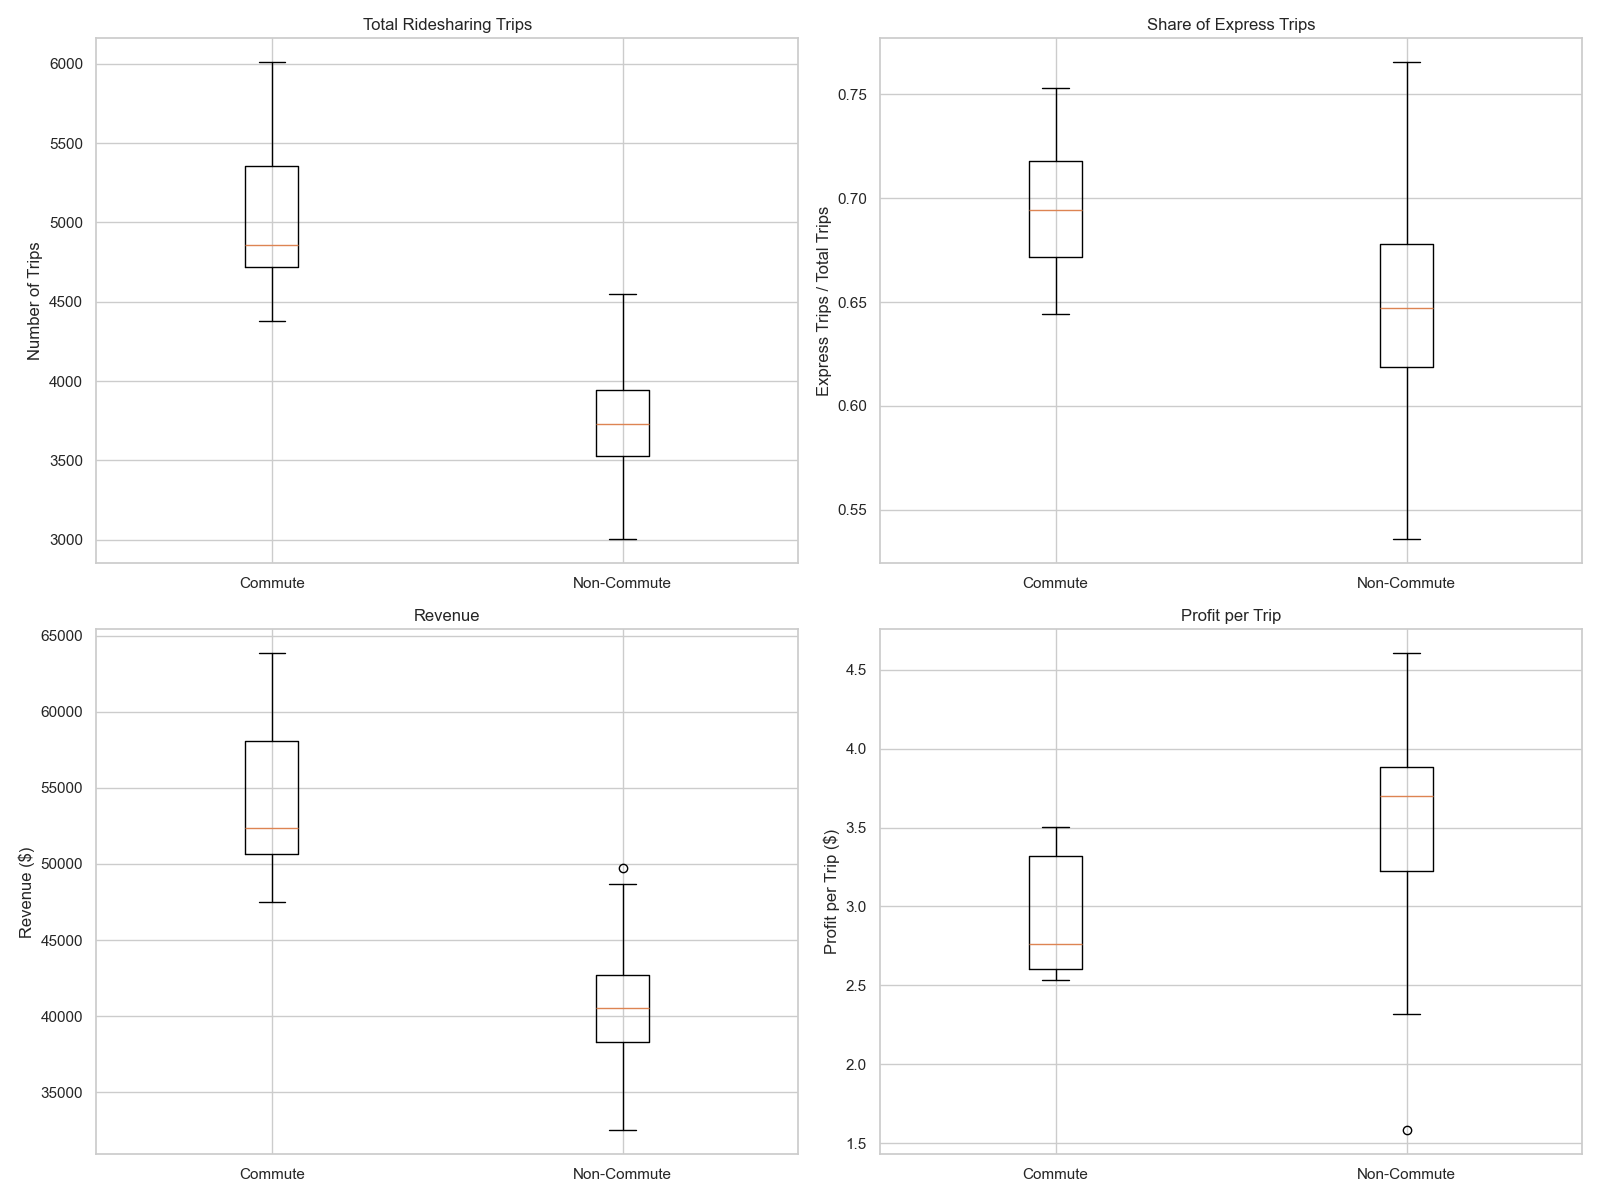 Total Ridesharing Trips
Number of Trips
6000
5500
5000
4500
4000
3500
3000
Commute
Non-Commute
Share of Express Trips
Express Trips / Total Trips
0.75
0.70
0.65
0.60
0.55
Commute
Non-Commute
Revenue
Revenue ($)
65000
60000
55000
50000
45000
40000
35000
Commute
Non-Commute
Profit per Trip
Profit per Trip ($)
4.5
4.0
3.5
3.0
2.5
2.0
1.5
Commute
Non-Commute